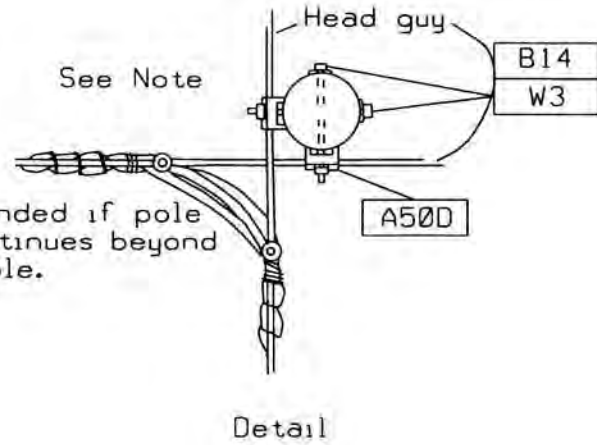 Head guy
See Note
B14
W3
nded if pole
tinues beyond
le.
A50D
Detail